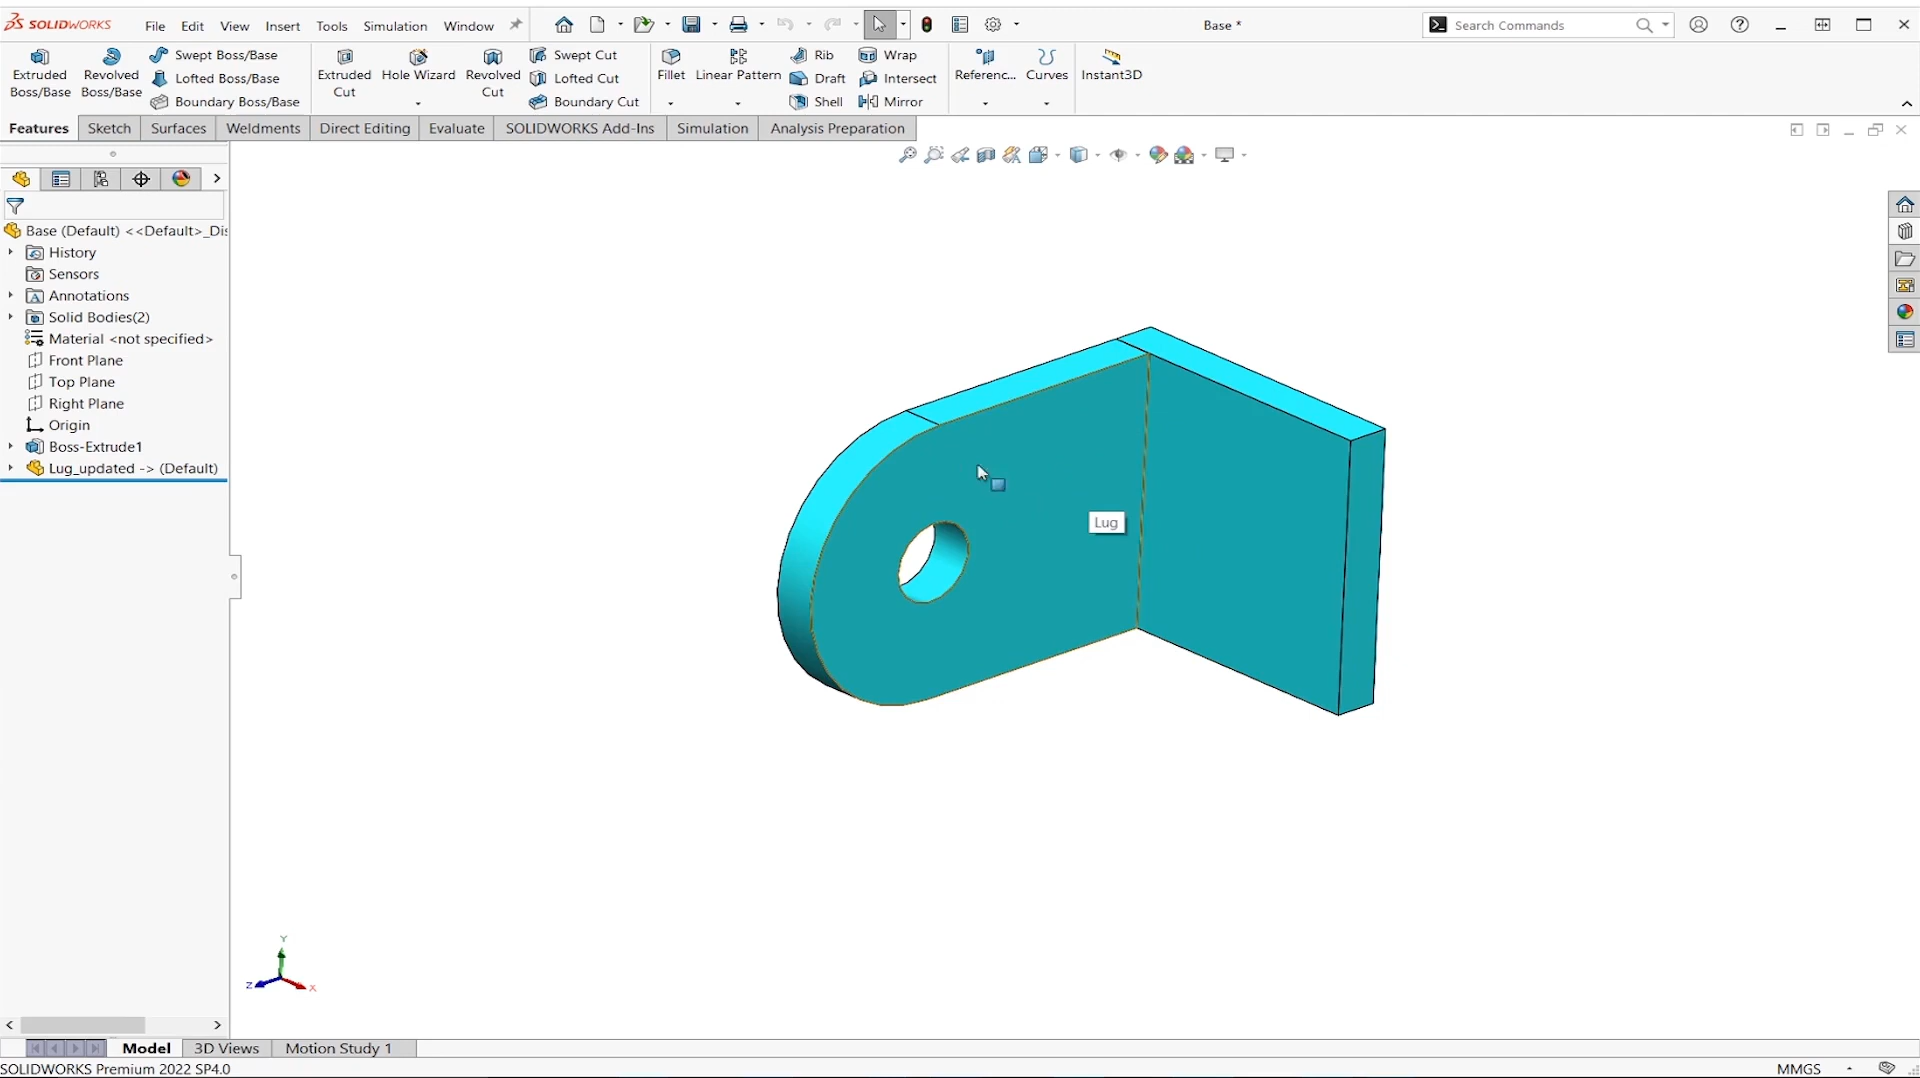 SOLIDWORKS File Edit View Insert Tools Simulation Window Base * Search Commands
Extruded Boss/Base
Revolved Boss/Base
Swept Boss/Base
Lofted Boss/Base
Boundary Boss/Base
Extruded Cut
Hole Wizard
Revolved Cut
Swept Cut
Lofted Cut
Boundary Cut
Fillet
Linear Pattern
Rib
Draft
Shell
Wrap
Intersect
Mirror
Referenc...
Curves
Instant3D
Features Sketch Surfaces Weldments Direct Editing Evaluate SOLIDWORKS Add-Ins Simulation Analysis Preparation
Base (Default) <<Default>_Dis
History
Sensors
Annotations
Solid Bodies(2)
Material <not specified>
Front Plane
Top Plane
Right Plane
Origin
Boss-Extrude1
Lug_updated -> (Default)
Lug
Y
Z
X
Model 3D Views Motion Study 1
SOLIDWORKS Premium 2022 SP4.0 MMGS